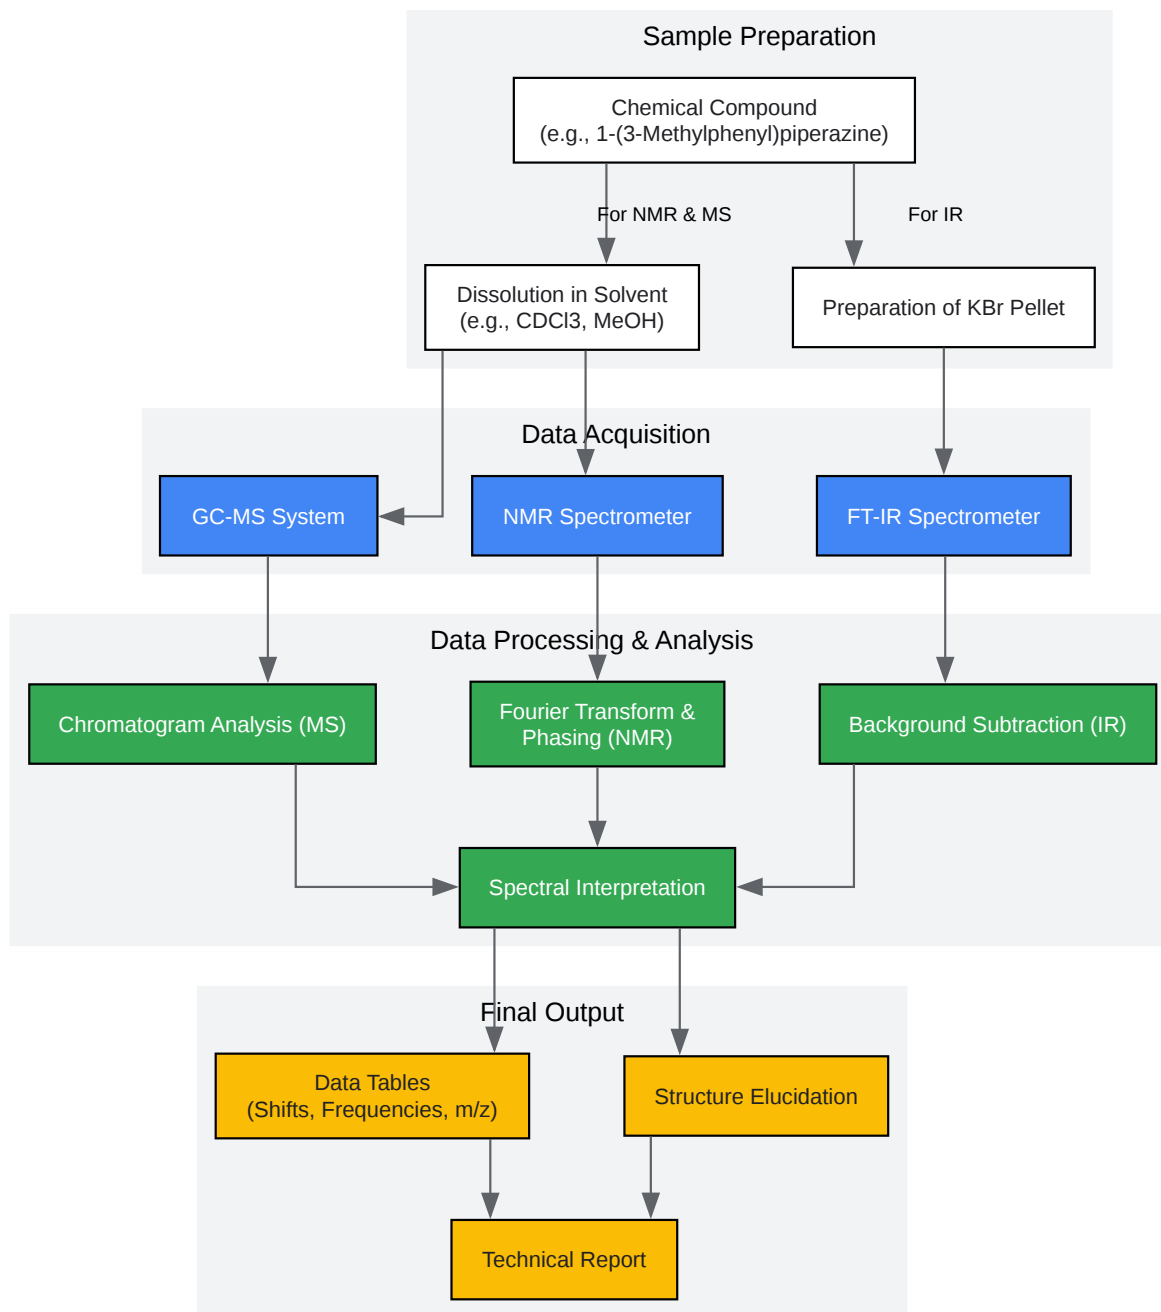 Sample Preparation
Chemical Compound
(e.g., 1-(3-Methylphenyl)piperazine)
For NMR & MS
For IR
Dissolution in Solvent
(e.g., CDCl3, MeOH)
Preparation of KBr Pellet
Data Acquisition
GC-MS System
NMR Spectrometer
FT-IR Spectrometer
Data Processing & Analysis
Chromatogram Analysis (MS)
Fourier Transform &
Phasing (NMR)
Background Subtraction (IR)
Spectral Interpretation
Final Output
Data Tables
(Shifts, Frequencies, m/z)
Structure Elucidation
Technical Report